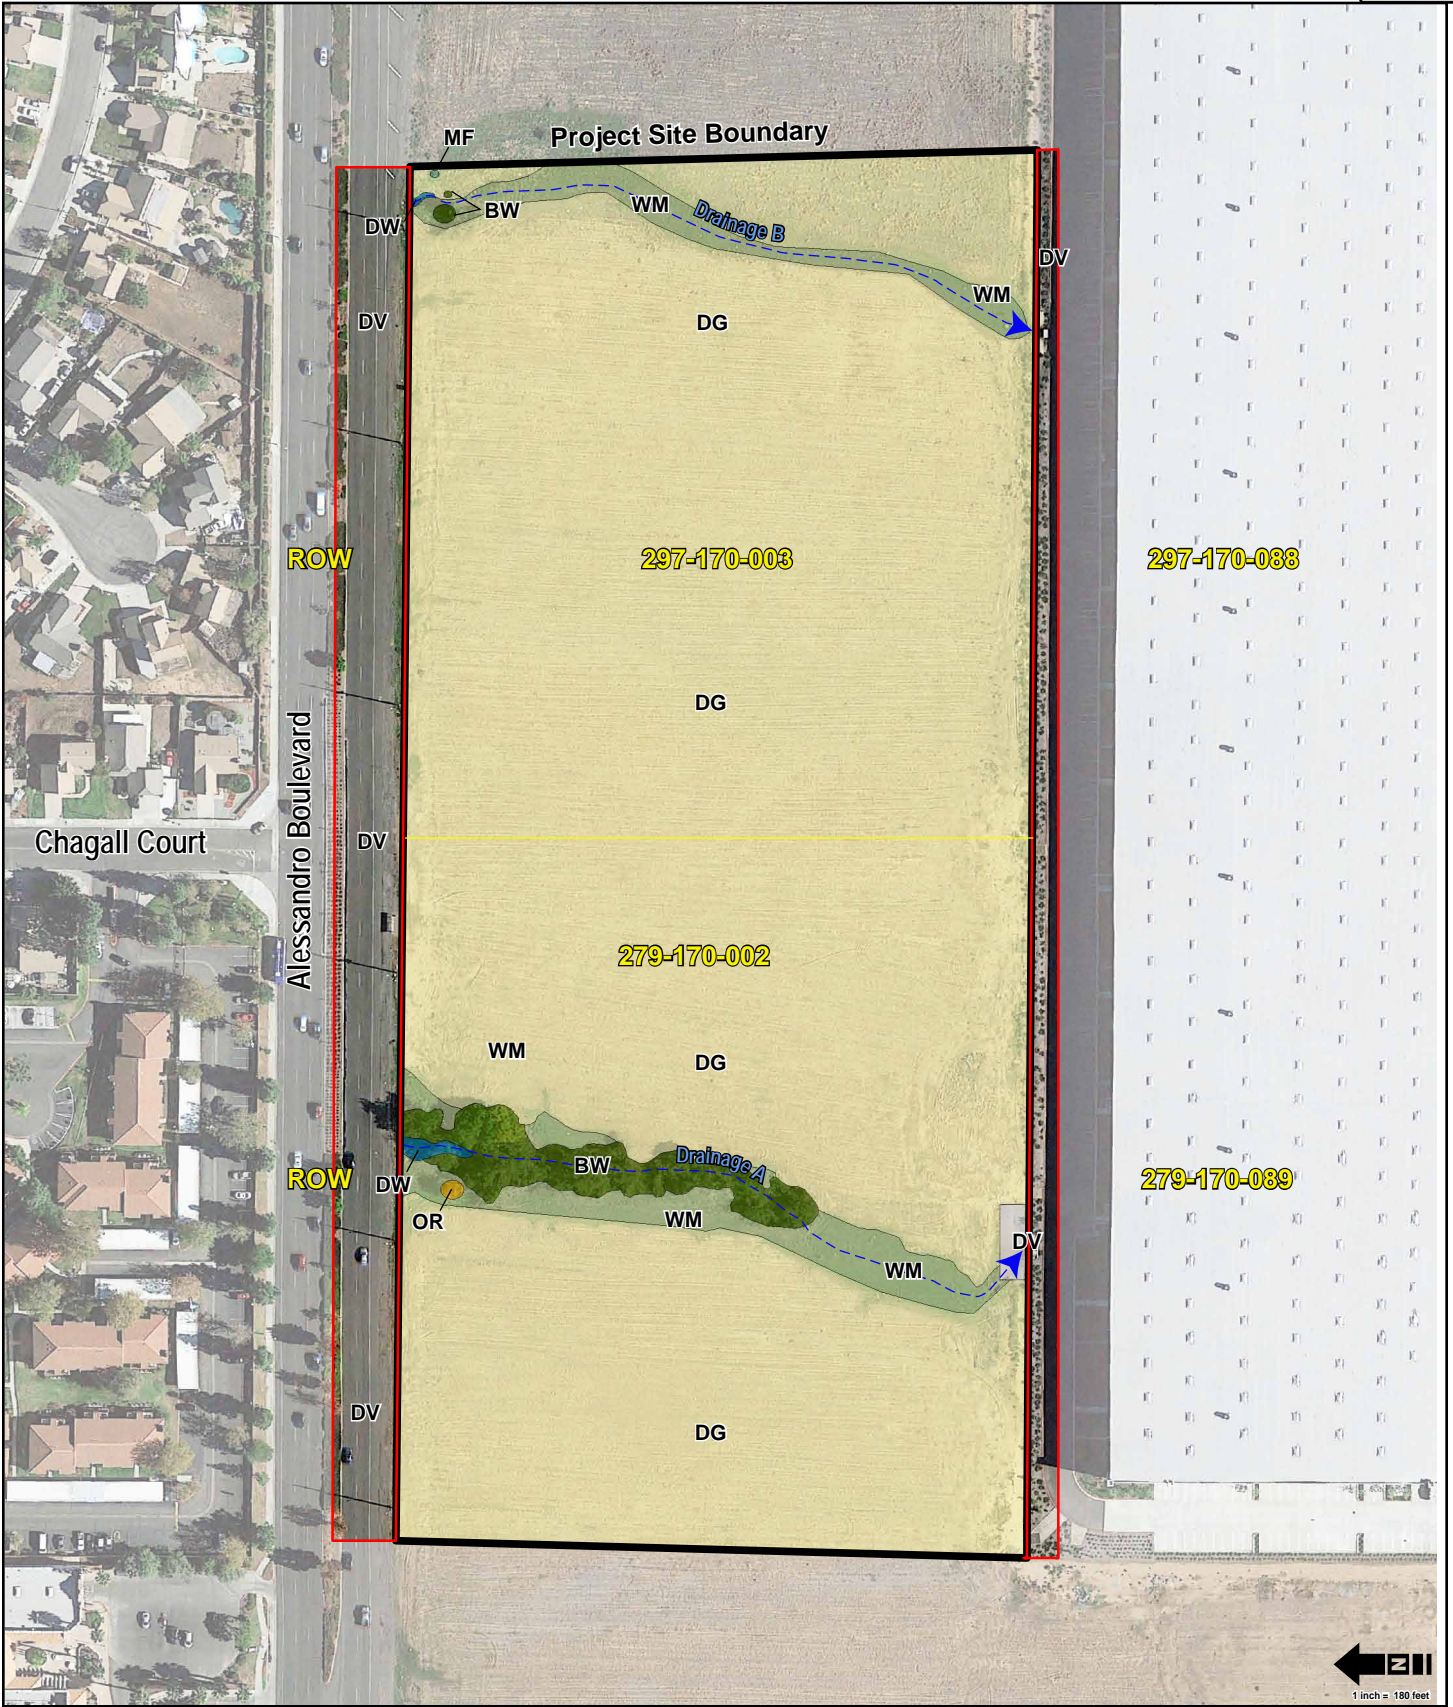 MF
Project Site Boundary
DW
BW
WM
Drainage B
DV
WM
DV
DG
ROW
297-170-003
297-170-088
DG
Alessandro Boulevard
Chagall Court
DV
279-170-002
WM
DG
BW
Drainage A
ROW
DW
279-170-089
OR
WM
DV
WM
DV
DG
N
1 inch = 180 feet